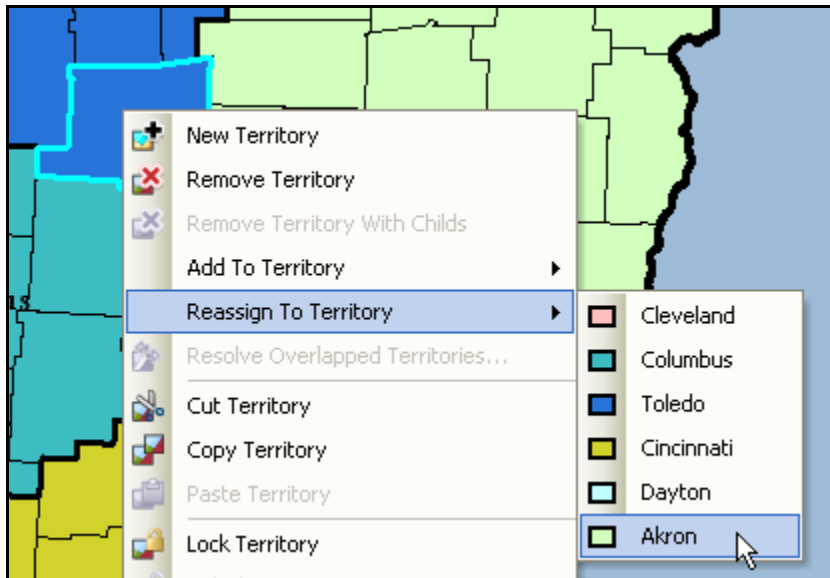 New Territory
Remove Territory
Remove Territory With Childs
Add To Territory
Reassign To Territory
Resolve Overlapped Territories...
Cut Territory
Copy Territory
Paste Territory
Lock Territory
Cleveland
Columbus
Toledo
Cincinnati
Dayton
Akron